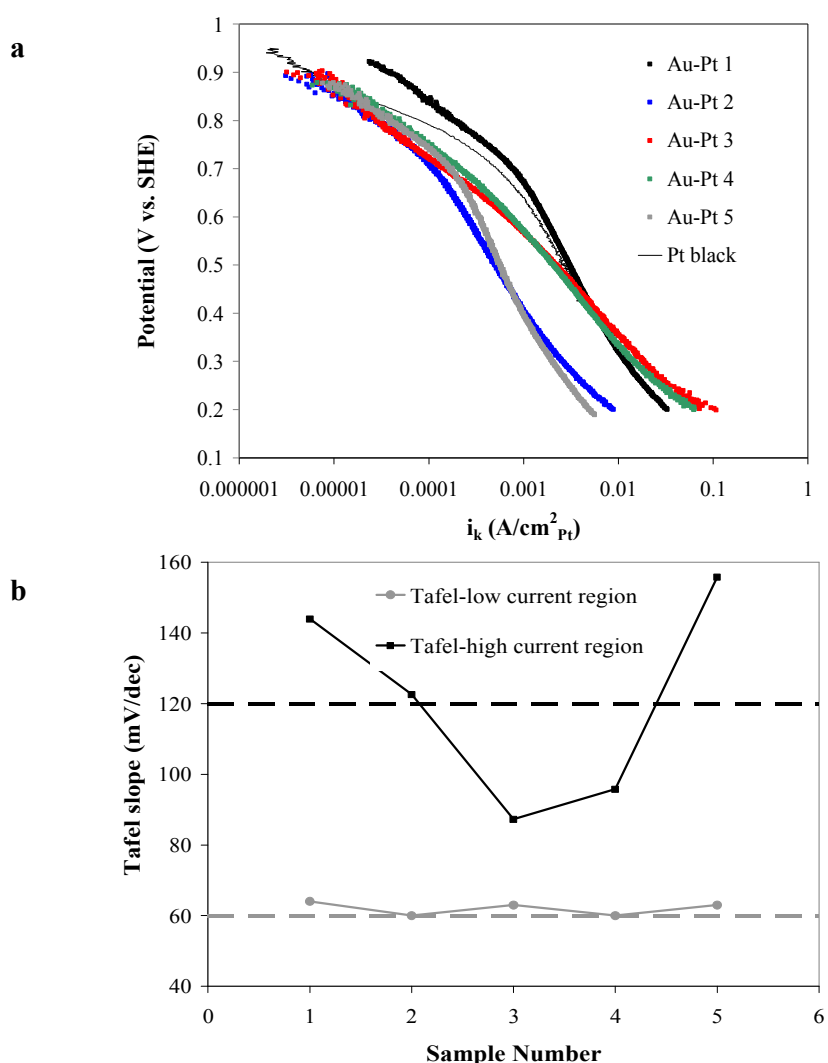 a
1
0.9
0.8
0.7
0.6
0.5
0.4
0.3
0.2
0.1
Potential (V vs. SHE)
Au-Pt 1
Au-Pt 2
Au-Pt 3
Au-Pt 4
Au-Pt 5
Pt black
0.000001 0.00001 0.0001 0.001 0.01 0.1 1
iₖ (A/cm²Pt)
b
160
140
120
100
80
60
40
Tafel slope (mV/dec)
Tafel-low current region
Tafel-high current region
0 1 2 3 4 5 6
Sample Number